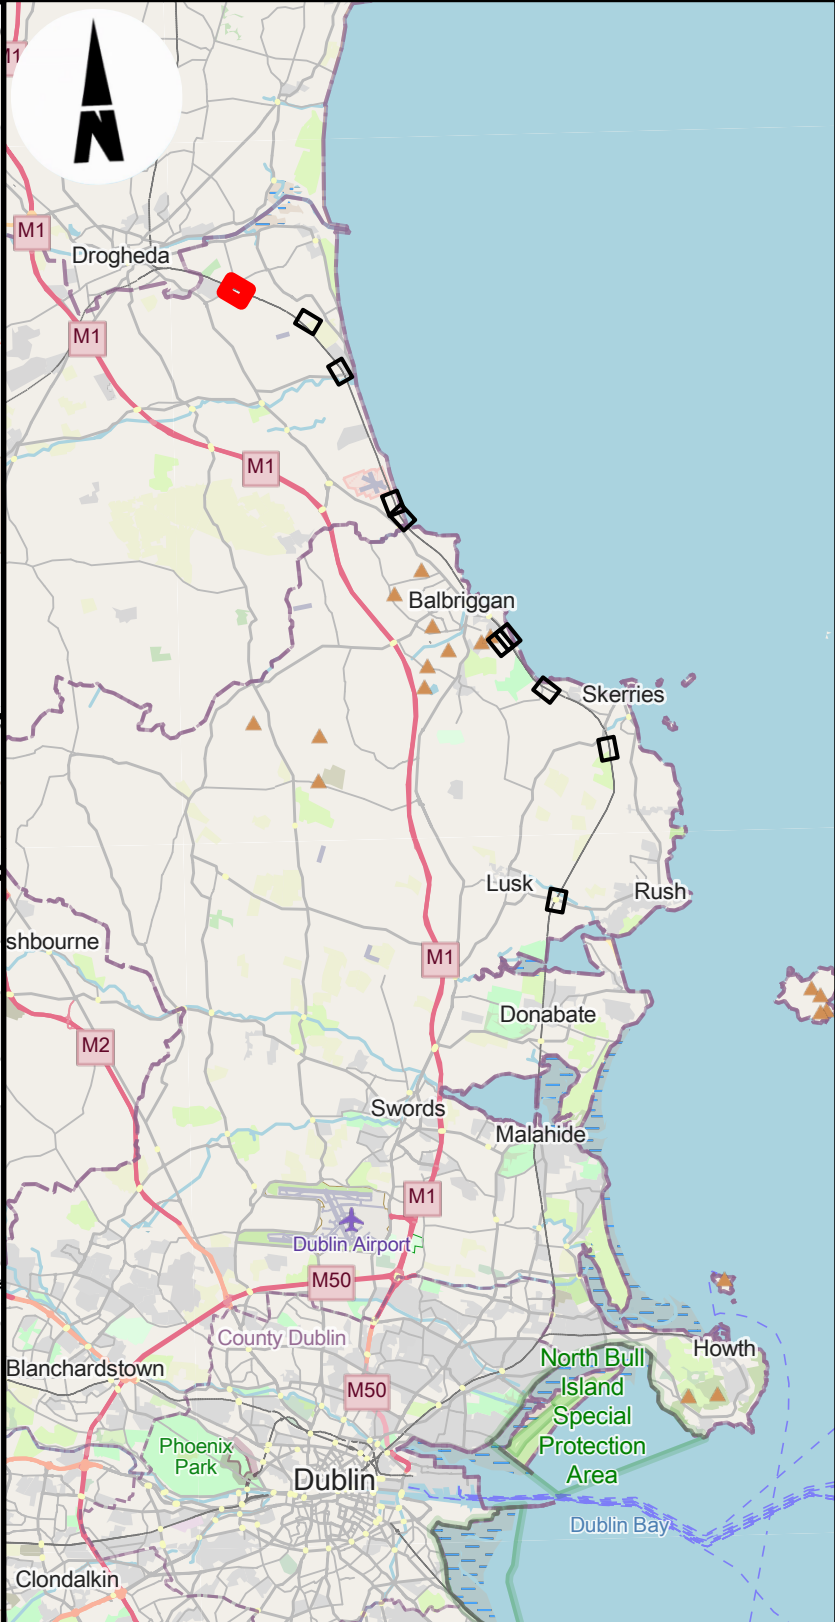 M1
N
M1
Drogheda
M1
M1
Balbriggan
Skerries
Lusk
Rush
shbourne
M1
Donabate
M2
Swords
Malahide
M1
Dublin Airport
M50
County Dublin
Howth
North Bull
Island
Special
Protection
Area
Blanchardstown
M50
Phoenix
Park
Dublin
Dublin Bay
Clondalkin